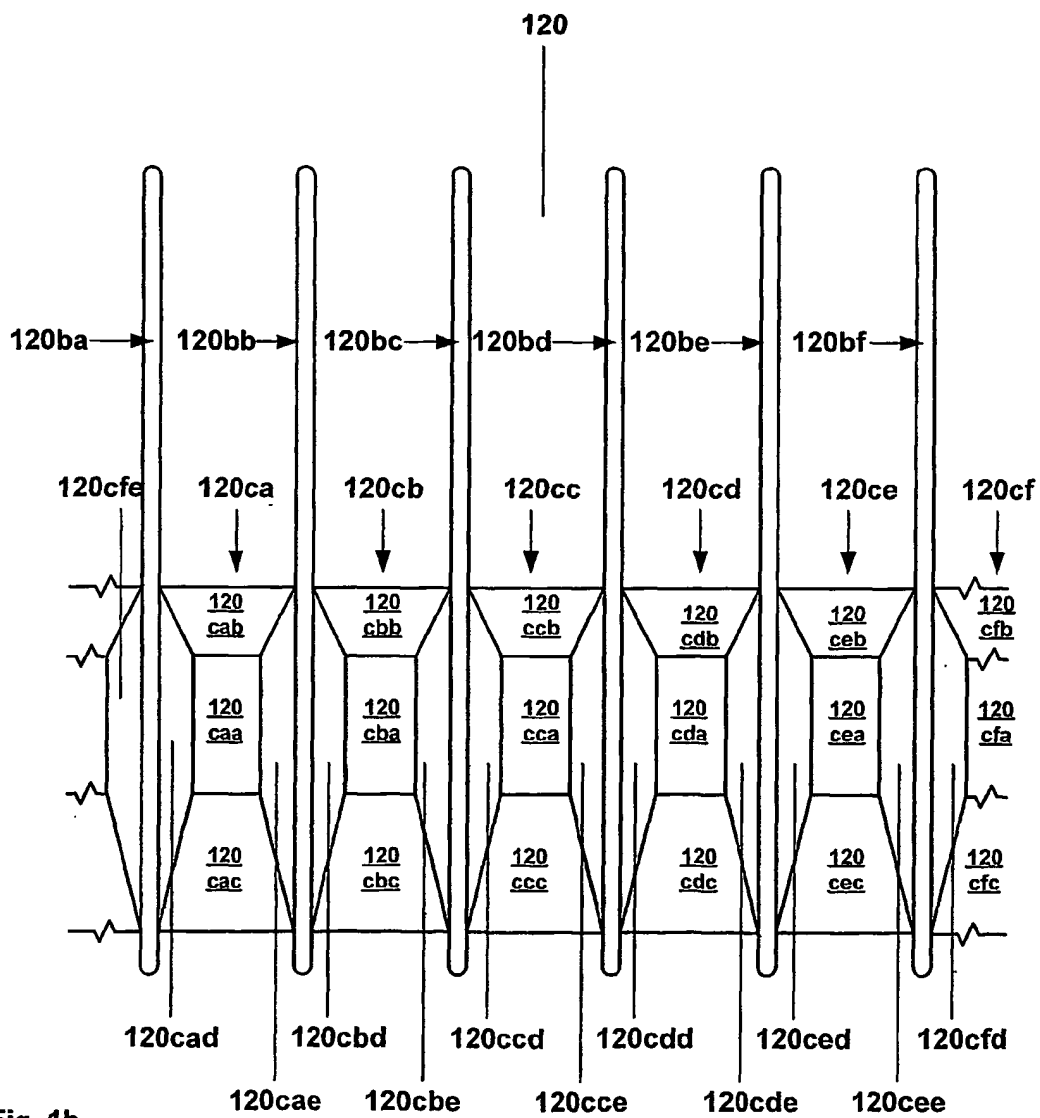 120
120ba 120bb 120bc 120bd 120be 120bf
120cfe 120ca 120cb 120cc 120cd 120ce 120cf
120 120 120 120 120 120
cab cbb ccb cdb ceb cfb
120 120 120 120 120 120
caa cba cca cda cea cfa
120 120 120 120 120 120
cac cbc ccc cdc cec cfc
120cad 120cbd 120ccd 120cdd 120ced 120cfd
120cae 120cbe 120cce 120cde 120cee
Fig. 1b